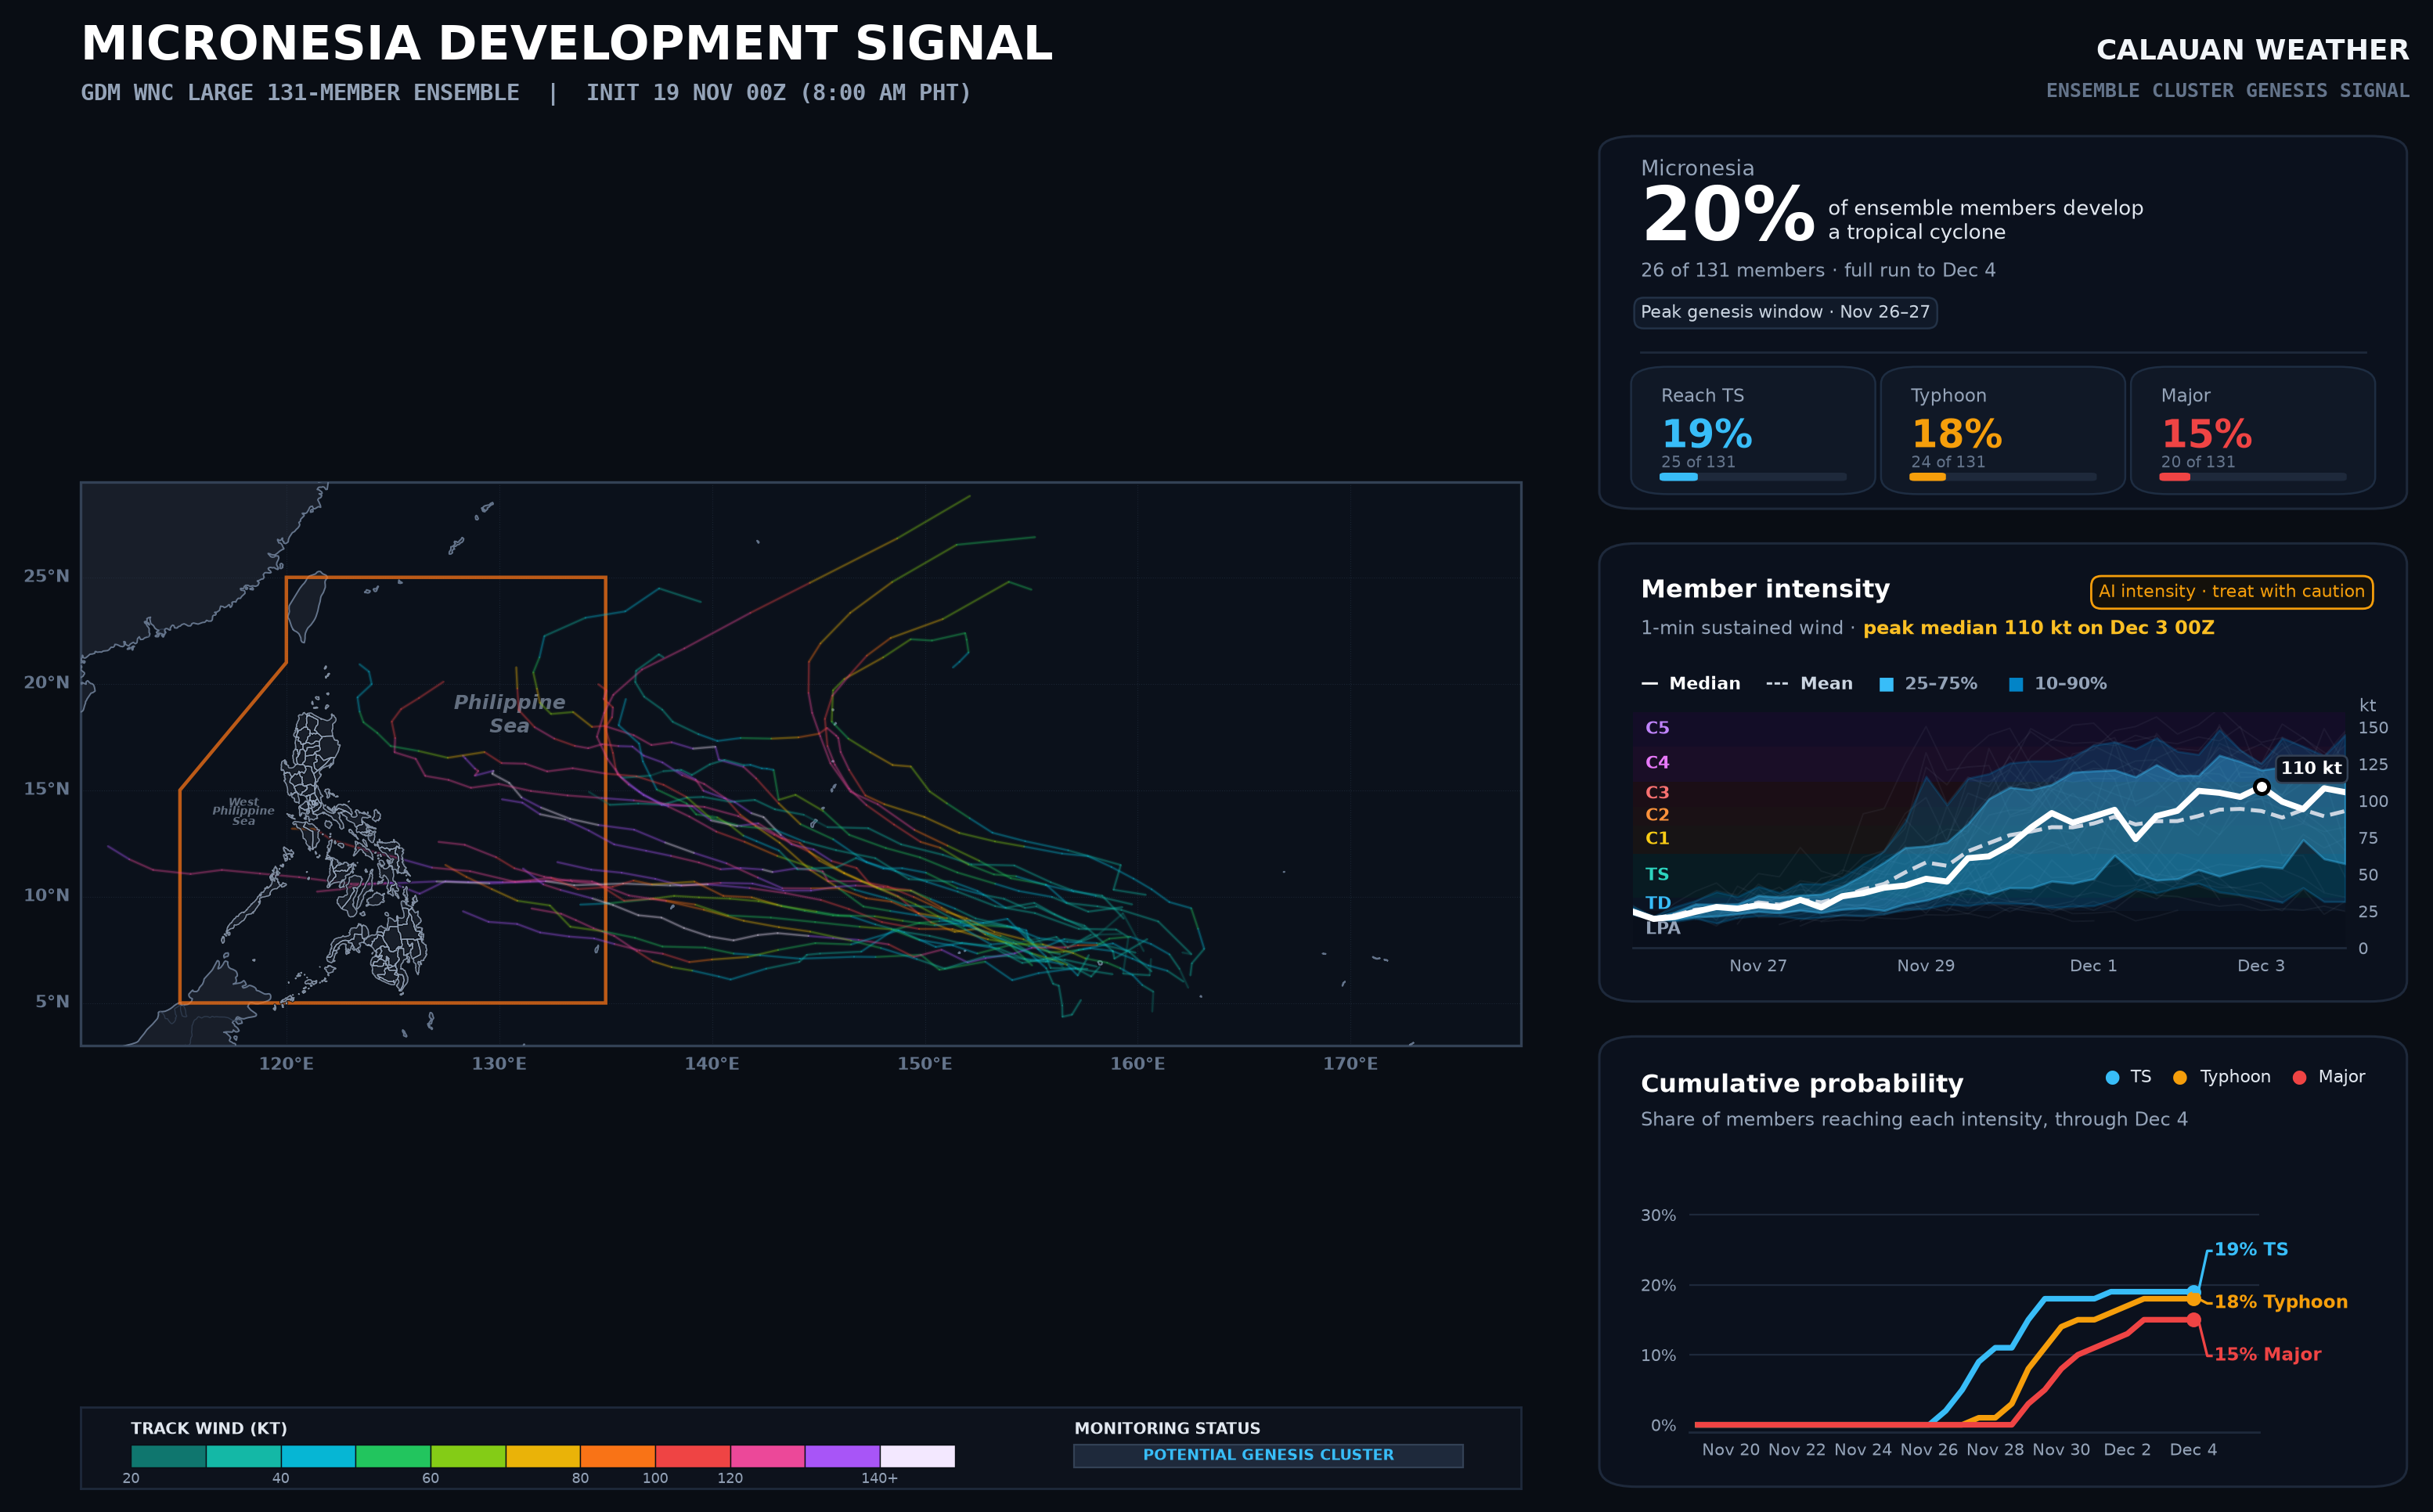 MICRONESIA DEVELOPMENT SIGNAL
GDM WNC LARGE 131-MEMBER ENSEMBLE | INIT 19 NOV 00Z (8:00 AM PHT)
CALAUAN WEATHER
ENSEMBLE CLUSTER GENESIS SIGNAL
25°N
20°N
15°N
10°N
5°N
120°E
130°E
140°E
150°E
160°E
170°E
Philippine
Sea
West
Philippine
Sea
TRACK WIND (KT)
20
40
60
80
100
120
140+
MONITORING STATUS
POTENTIAL GENESIS CLUSTER
Micronesia
20%
of ensemble members develop
a tropical cyclone
26 of 131 members · full run to Dec 4
Peak genesis window · Nov 26–27
Reach TS
19%
25 of 131
Typhoon
18%
24 of 131
Major
15%
20 of 131
Member intensity
AI intensity · treat with caution
1-min sustained wind · peak median 110 kt on Dec 3 00Z
Median
Mean
25–75%
10–90%
kt
150
125
100
75
50
25
0
C5
C4
C3
C2
C1
TS
TD
LPA
110 kt
Nov 27
Nov 29
Dec 1
Dec 3
Cumulative probability
TS
Typhoon
Major
Share of members reaching each intensity, through Dec 4
30%
20%
10%
0%
19% TS
18% Typhoon
15% Major
Nov 20
Nov 22
Nov 24
Nov 26
Nov 28
Nov 30
Dec 2
Dec 4